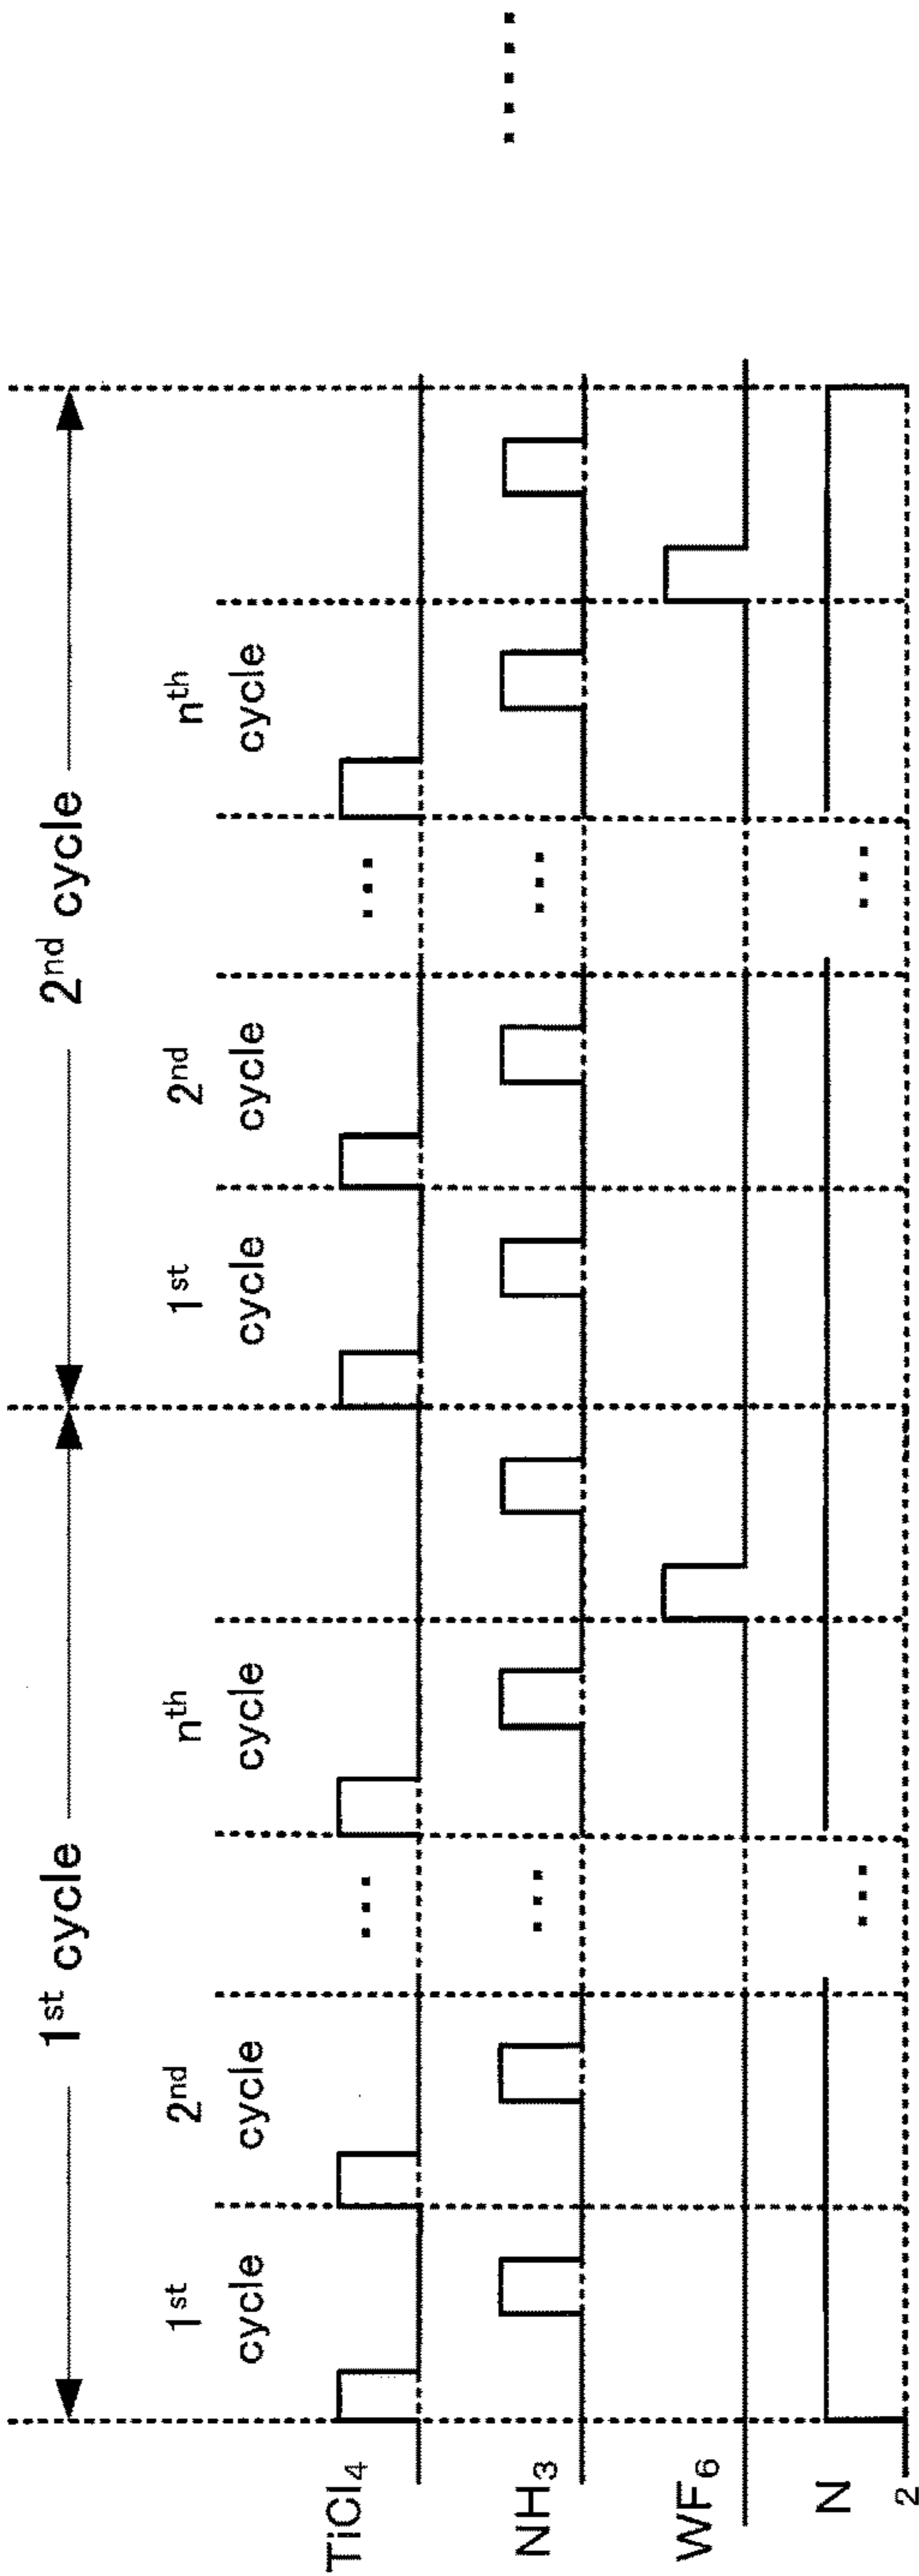 1st cycle 2nd cycle
1st cycle 2nd cycle ... nth cycle 1st cycle 2nd cycle ... nth cycle
TiCl4 ... ...
NH3 ... ... .....
WF6
N2 ... ...